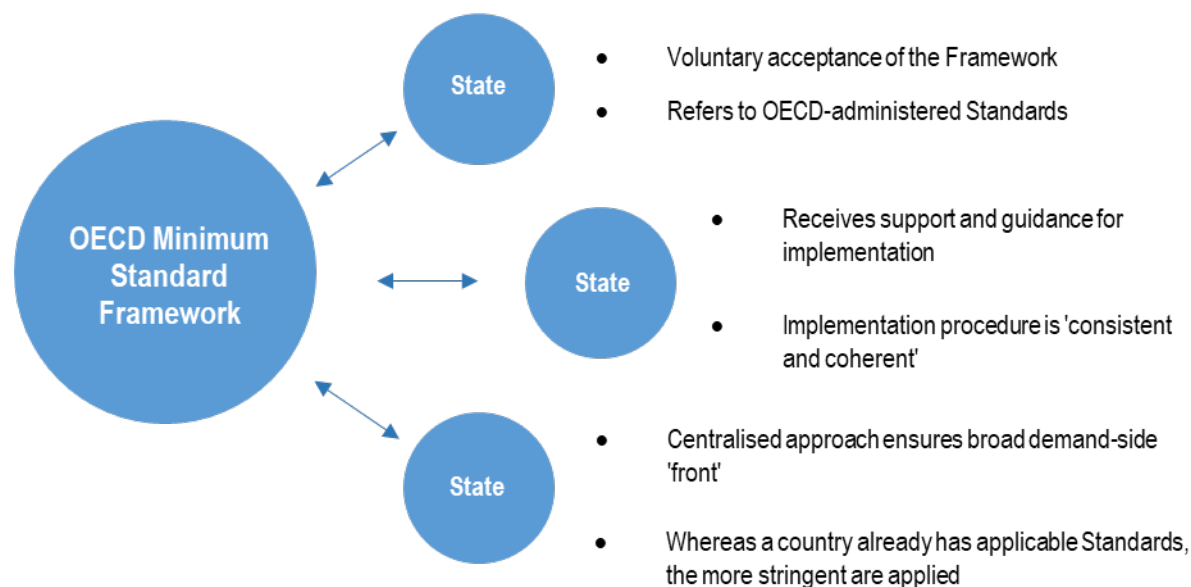 OECD Minimum
Standard
Framework
State
• Voluntary acceptance of the Framework
• Refers to OECD-administered Standards
State
• Receives support and guidance for
implementation
• Implementation procedure is 'consistent
and coherent'
State
• Centralised approach ensures broad demand-side
'front'
• Whereas a country already has applicable Standards,
the more stringent are applied